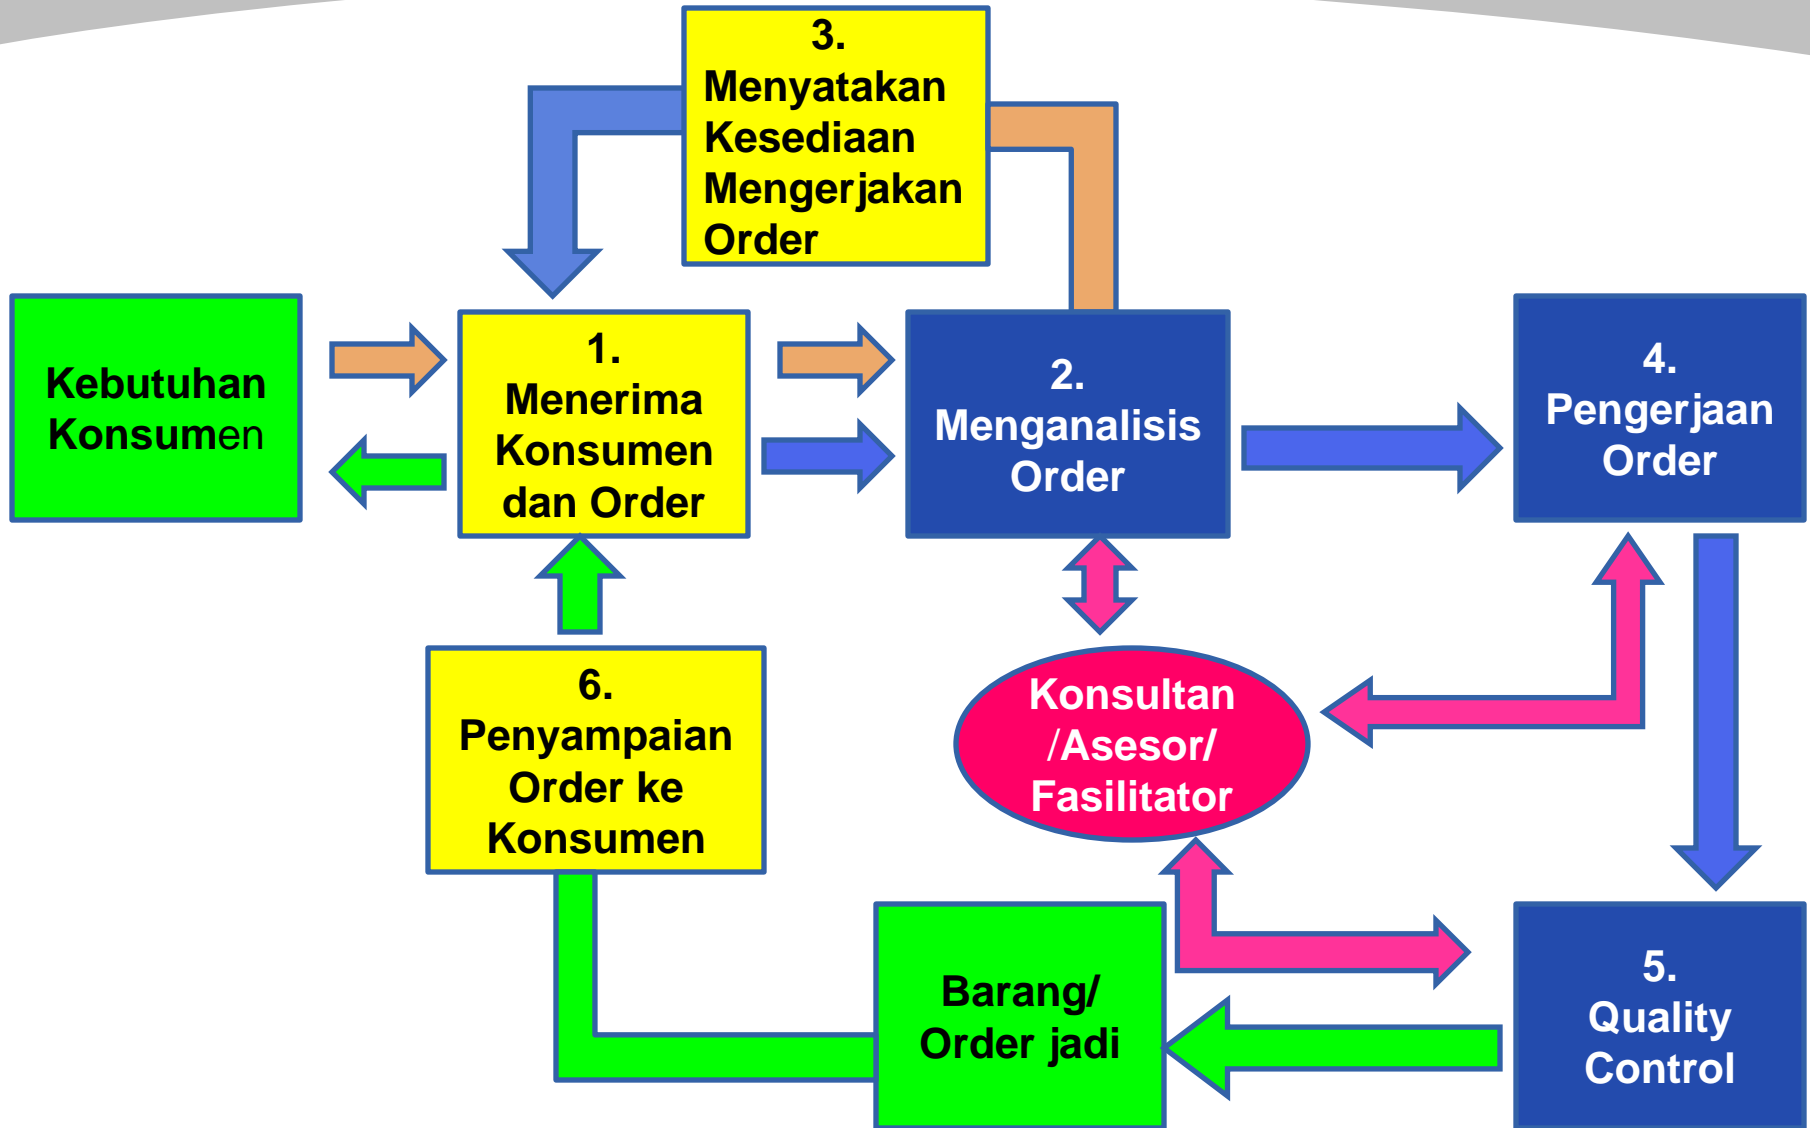 3.
Menyatakan
Kesediaan
Mengerjakan
Order
Kebutuhan
Konsumen
1.
Menerima
Konsumen
dan Order
2.
Menganalisis
Order
4.
Pengerjaan
Order
6.
Penyampaian
Order ke
Konsumen
Konsultan
/Asesor/
Fasilitator
Barang/
Order jadi
5.
Quality
Control